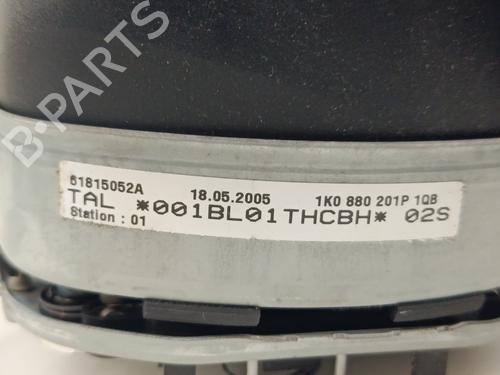 B-PARTS
61815052A 18.05.2005 1K0 880 201P 1QB
TAL *001BL01THCBH* 02S
Station : 01